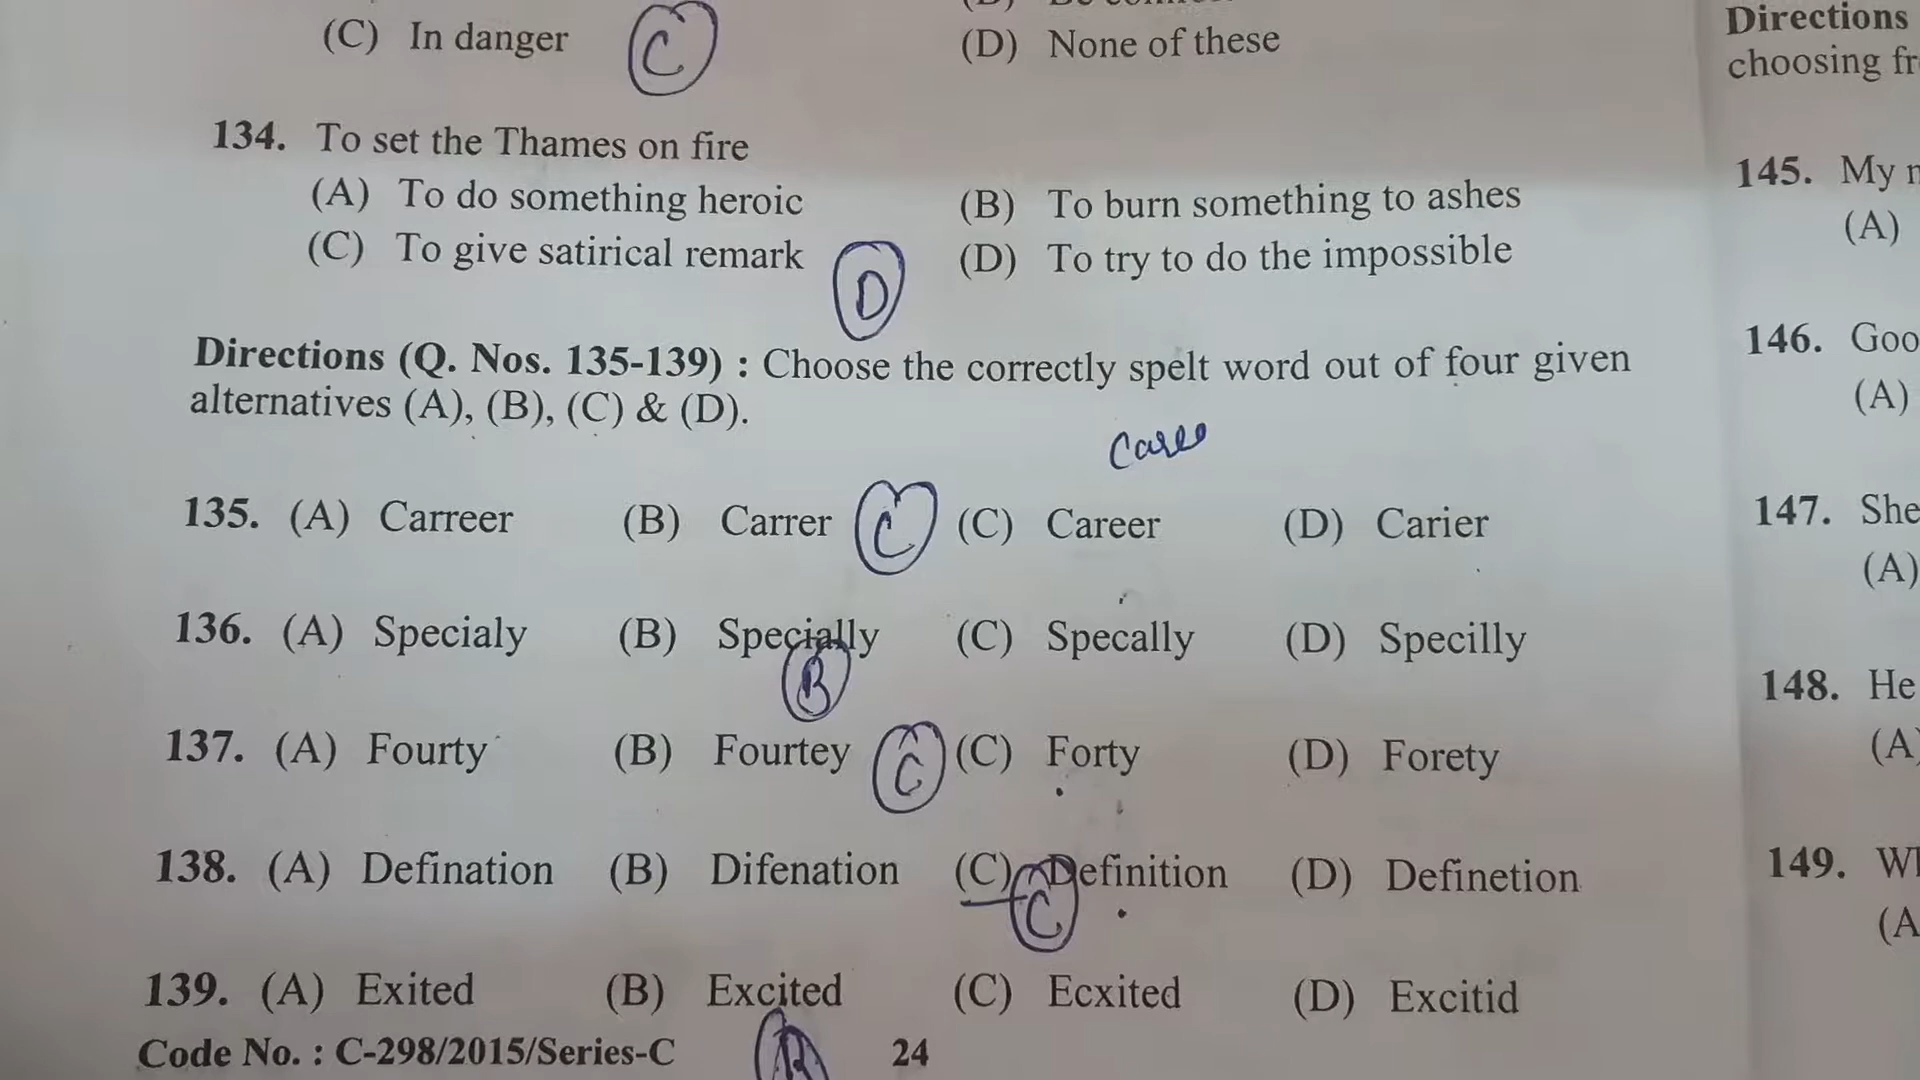 (C) In danger (C) (D) None of these
134. To set the Thames on fire
(A) To do something heroic (B) To burn something to ashes
(C) To give satirical remark (D) (D) To try to do the impossible
Directions (Q. Nos. 135-139) : Choose the correctly spelt word out of four given
alternatives (A), (B), (C) & (D).
135. (A) Carreer (B) Carrer C (C) Career (D) Carier
136. (A) Specialy (B) Specially (C) Specally (D) Specilly
B
137. (A) Fourty (B) Fourtey C (C) Forty (D) Forety
138. (A) Defination (B) Difenation (C) Definition (D) Definetion
C
139. (A) Exited (B) Excited (C) Ecxited (D) Excitid
B
Code No. : C-298/2015/Series-C 24
Directions
choosing
145. My
(A)
146.
(A)
147. She
(A)
148. He
(A)
149.
(A